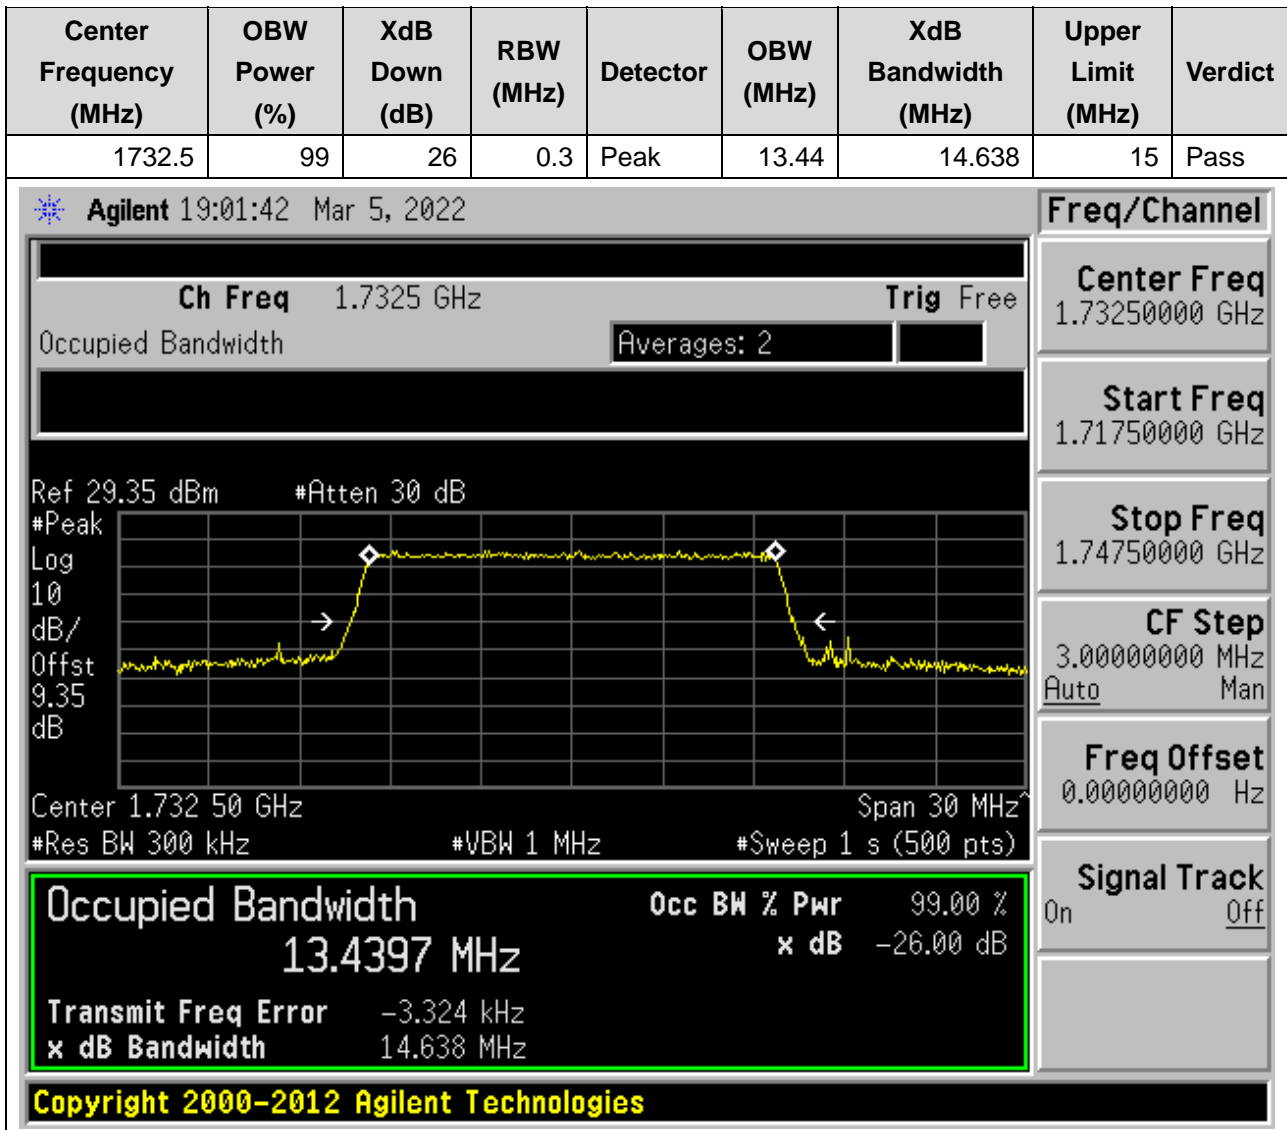 Center Frequency (MHz) OBW Power (%) XdB Down (dB) RBW (MHz) Detector OBW (MHz) XdB Bandwidth (MHz) Upper Limit (MHz) Verdict
1732.5 99 26 0.3 Peak 13.44 14.638 15 Pass
Agilent 19:01:42 Mar 5, 2022
Freq/Channel
Ch Freq 1.7325 GHz Trig Free
Occupied Bandwidth Averages: 2
Ref 29.35 dBm #Atten 30 dB
#Peak
Log
10
dB/
Offst
9.35
dB
Center 1.732 50 GHz Span 30 MHz^
#Res BW 300 kHz #VBW 1 MHz #Sweep 1 s (500 pts)
Occupied Bandwidth Occ BW % Pwr 99.00 %
13.4397 MHz x dB -26.00 dB
Transmit Freq Error -3.324 kHz
x dB Bandwidth 14.638 MHz
Center Freq
1.73250000 GHz
Start Freq
1.71750000 GHz
Stop Freq
1.74750000 GHz
CF Step
3.00000000 MHz
Auto Man
Freq Offset
0.00000000 Hz
Signal Track
On Off
Copyright 2000-2012 Agilent Technologies